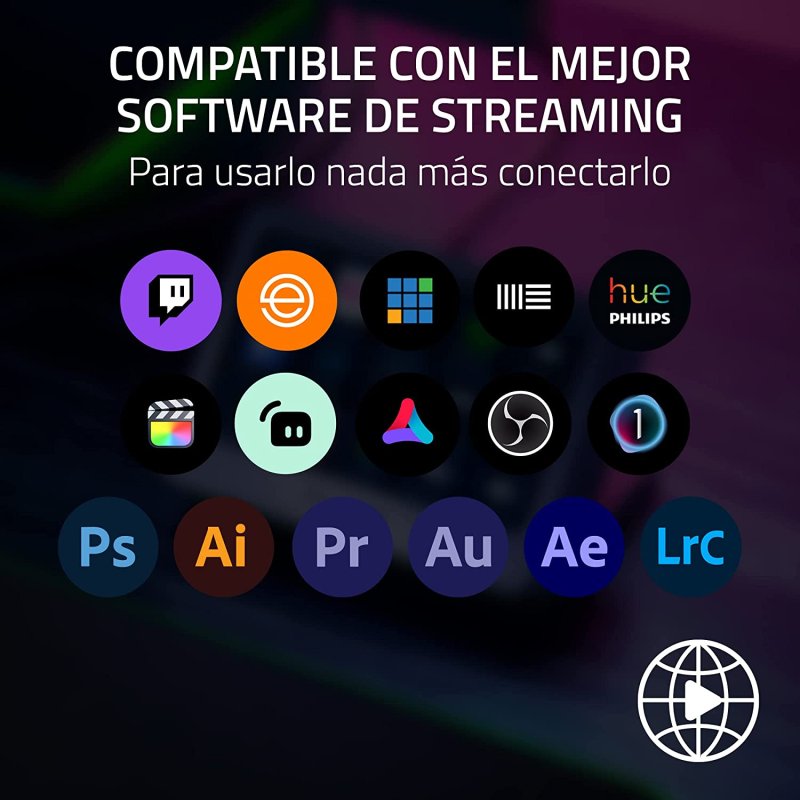 COMPATIBLE CON EL MEJOR
SOFTWARE DE STREAMING
Para usarlo nada más conectarlo
hue
PHILIPS
1
Ps Ai Pr Au Ae LrC